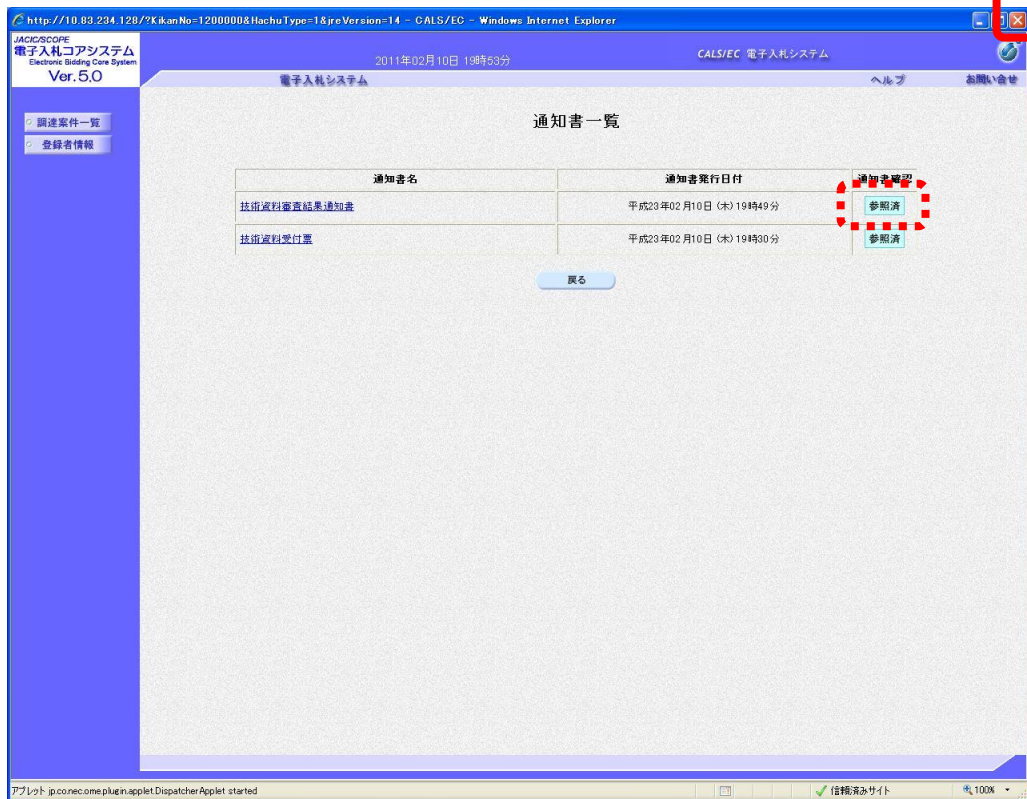 http://10.83.234.128/?KikanNo=1200000&HachuType=1&jreVersion=14 - CALS/EC - Windows Internet Explorer
JACIC/SCOPE
電子入札コアシステム
Electronic Bidding Core System
Ver.5.0
2011年02月10日 19時53分
CALS/EC 電子入札システム
電子入札システム
ヘルプ
お問い合せ
調達案件一覧
登録者情報
通知書一覧
通知書名 通知書発行日付 通知書確認
技術資料審査結果通知書 平成23年02月10日 (木) 19時49分 参照済
技術資料受付票 平成23年02月10日 (木) 19時30分 参照済
戻る
アプレット jp.co.nec.ome.plugin.applet.DispatcherApplet started
信頼済みサイト
100%